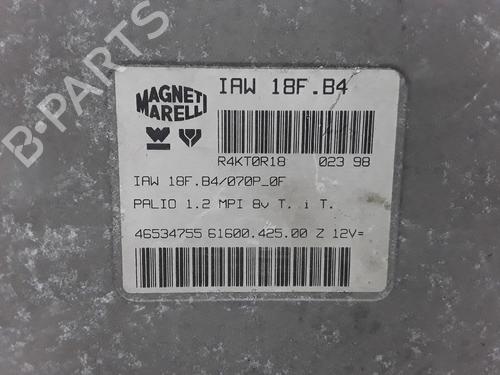 B-PARTS
MAGNETI
MARELLI
IAW 18F.B4
R4KT0R18 023 98
IAW 18F.B4/070P_0F
PALIO 1.2 MPI 8v T. i T.
46534755 61600.425.00 Z 12V=